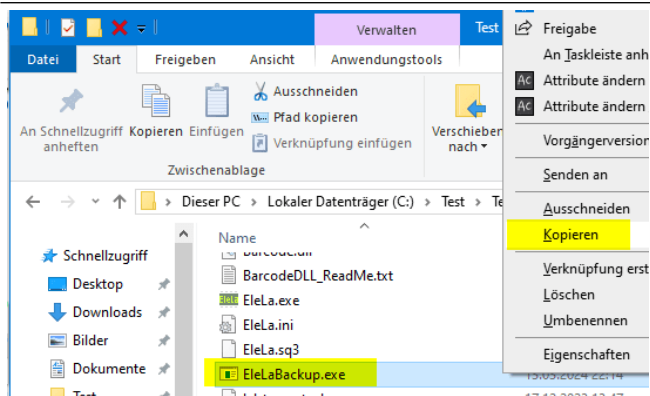 Verwalten
Test
Datei
Start
Freigeben
Ansicht
Anwendungstools
An Schnellzugriff anheften
Kopieren
Einfügen
Ausschneiden
Pfad kopieren
Verknüpfung einfügen
Verschieben nach
Zwischenablage
Dieser PC > Lokaler Datenträger (C:) > Test > Te
Schnellzugriff
Desktop
Downloads
Bilder
Dokumente
Name
BarcodeDLL_ReadMe.txt
EleLa.exe
EleLa.ini
EleLa.sq3
EleLaBackup.exe
Freigabe
An Taskleiste anh
Ac Attribute ändern
Ac Attribute ändern
Vorgängerversion
Senden an
Ausschneiden
Kopieren
Verknüpfung erst
Löschen
Umbenennen
Eigenschaften